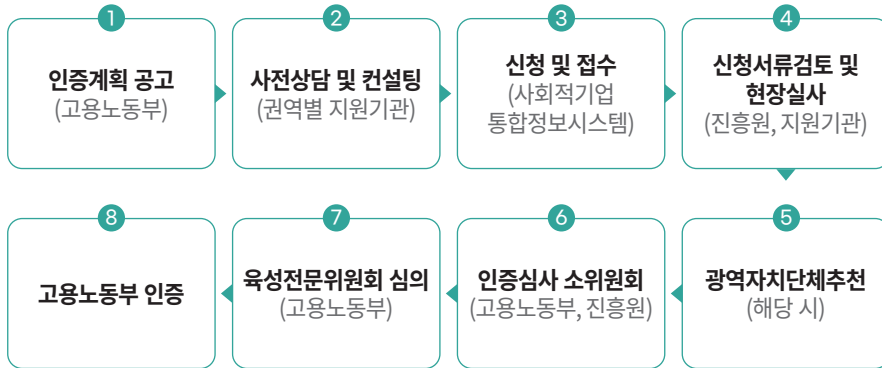 1
인증계획 공고
(고용노동부)
2
사전상담 및 컨설팅
(권역별 지원기관)
3
신청 및 접수
(사회적기업
통합정보시스템)
4
신청서류검토 및
현장실사
(진흥원, 지원기관)
5
광역자치단체추천
(해당 시)
6
인증심사 소위원회
(고용노동부, 진흥원)
7
육성전문위원회 심의
(고용노동부)
8
고용노동부 인증